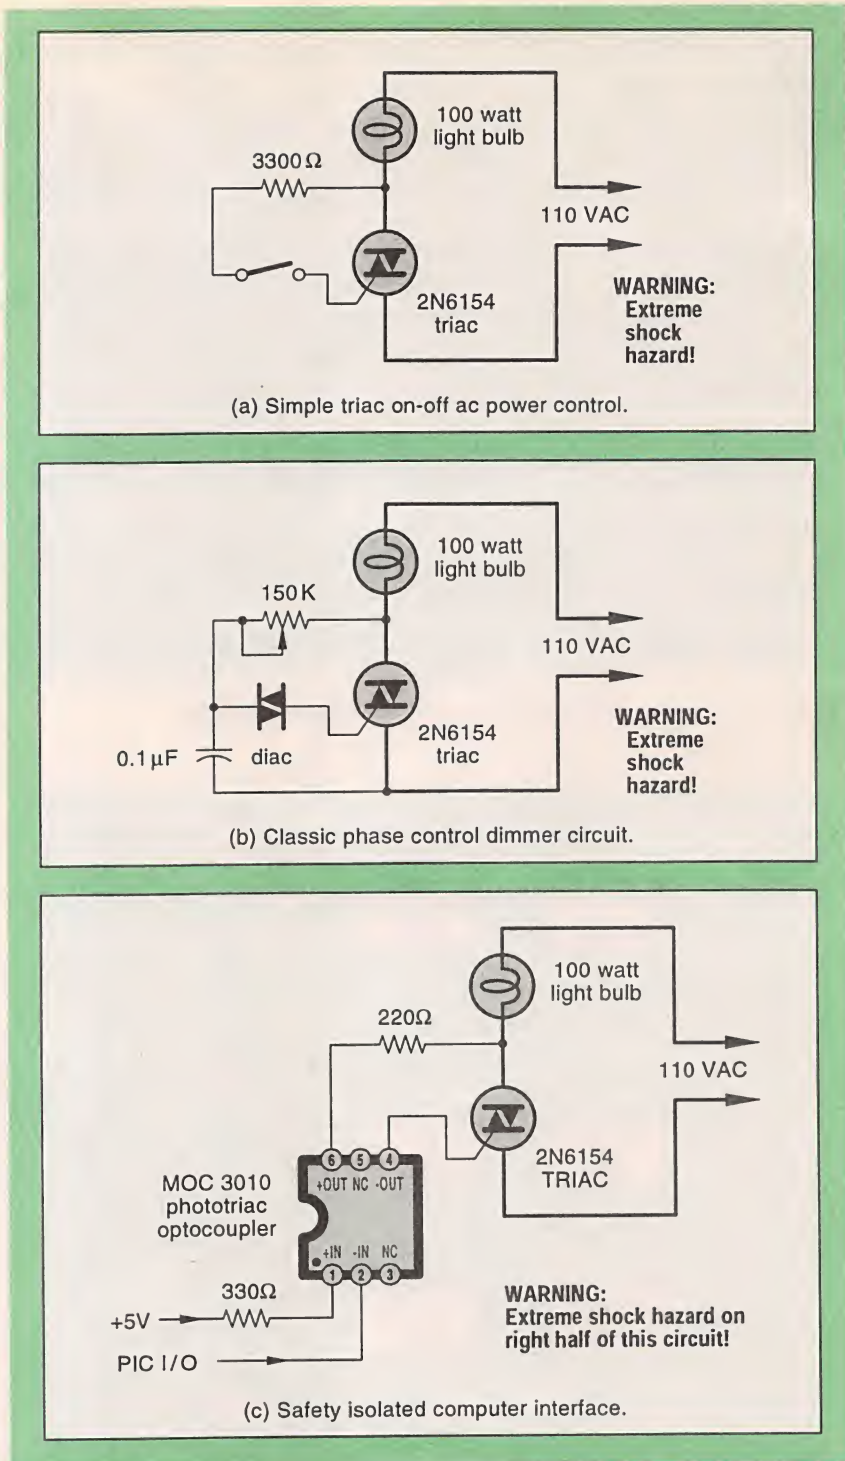 100 watt
light bulb
3300Ω
110 VAC
2N6154
triac
WARNING:
Extreme
shock
hazard!
(a) Simple triac on-off ac power control.
100 watt
light bulb
150K
110 VAC
2N6154
triac
0.1µF
diac
WARNING:
Extreme
shock
hazard!
(b) Classic phase control dimmer circuit.
100 watt
light bulb
220Ω
110 VAC
2N6154
TRIAC
MOC 3010
phototriac
optocoupler
6 5 4
+OUT NC -OUT
+IN -IN NC
1 2 3
330Ω
+5V
PIC I/O
WARNING:
Extreme shock hazard on
right half of this circuit!
(c) Safety isolated computer interface.